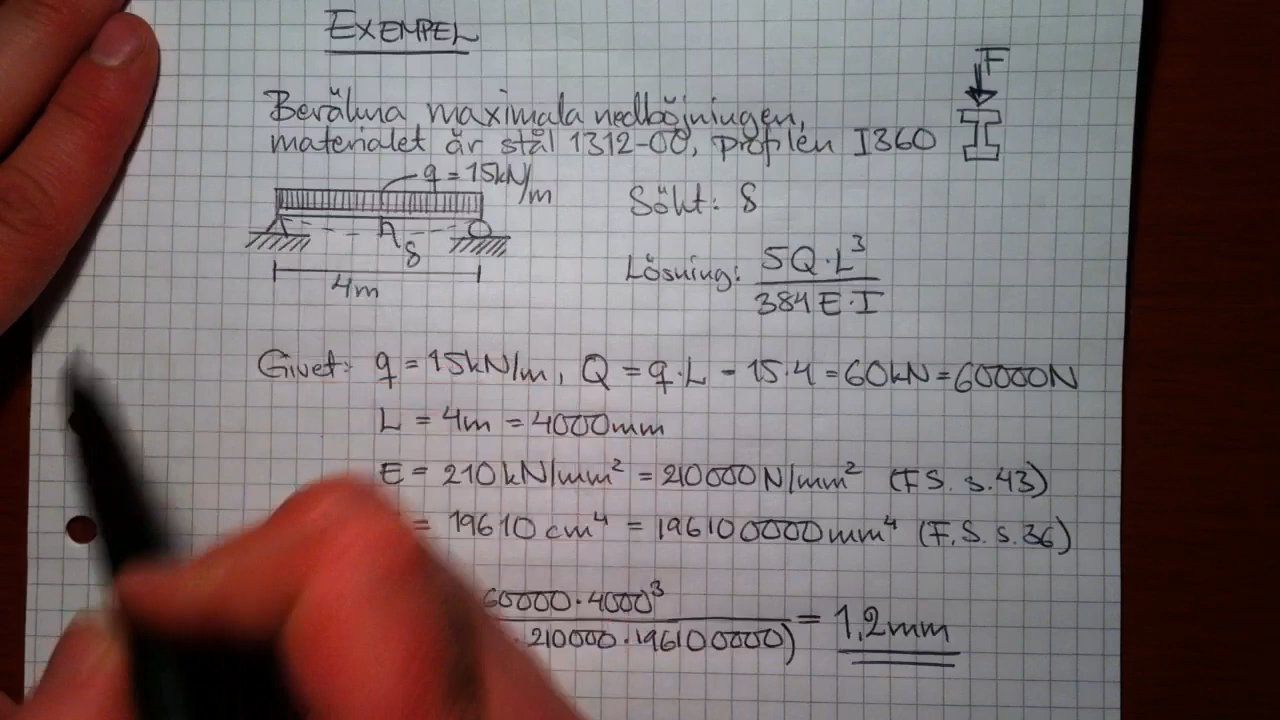 EXEMPEL
F
Beräkna maximala nedböjningen,
materialet är stål 1312-00, profilen I360
q = 15kN/m
Sökt: δ
δ
4m
Lösning: 5Q·L³ / 384E·I
Givet: q = 15kN/m, Q = q·L = 15·4 = 60kN = 60000N
L = 4m = 4000mm
E = 210kN/mm² = 210000N/mm² (FS. s.43)
= 19610cm⁴ = 196100000mm⁴ (F.S. s.36)
60000·4000³
· 210000·196100000) = 1,2mm